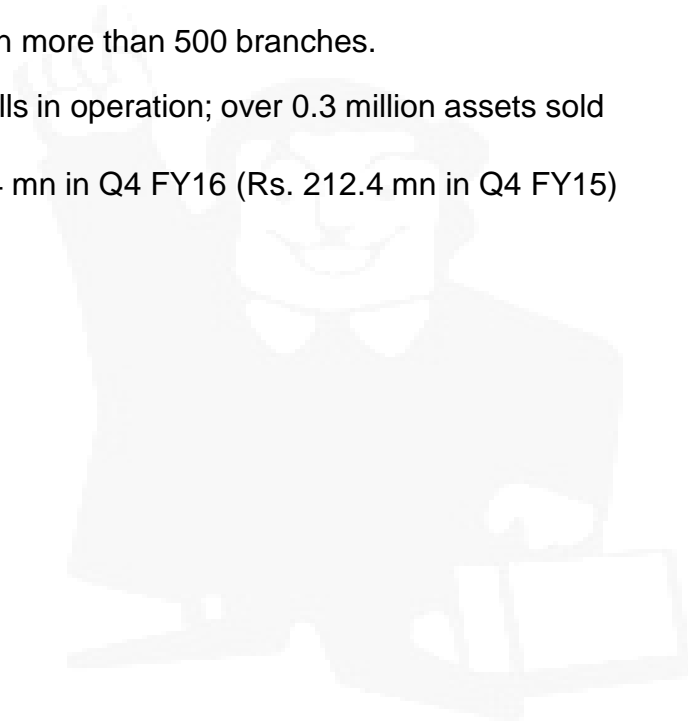 more than 500 branches.
in operation; over 0.3 million assets sold
mn in Q4 FY16 (Rs. 212.4 mn in Q4 FY15)